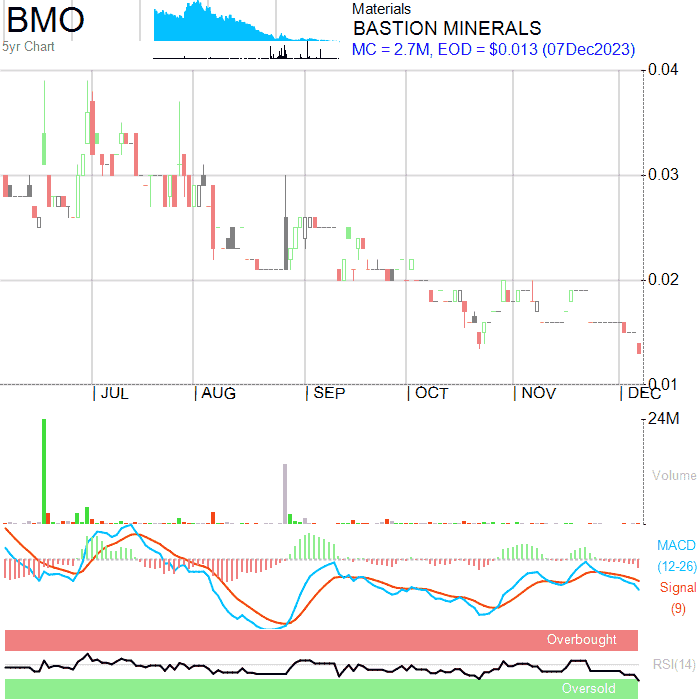 BMO
5yr Chart
Materials
BASTION MINERALS
MC = 2.7M, EOD = $0.013 (07Dec2023)
0.04
0.03
0.02
0.01
JUL
AUG
SEP
OCT
NOV
DEC
24M
Volume
MACD
(12-26)
Signal
(9)
Overbought
RSI(14)
Oversold